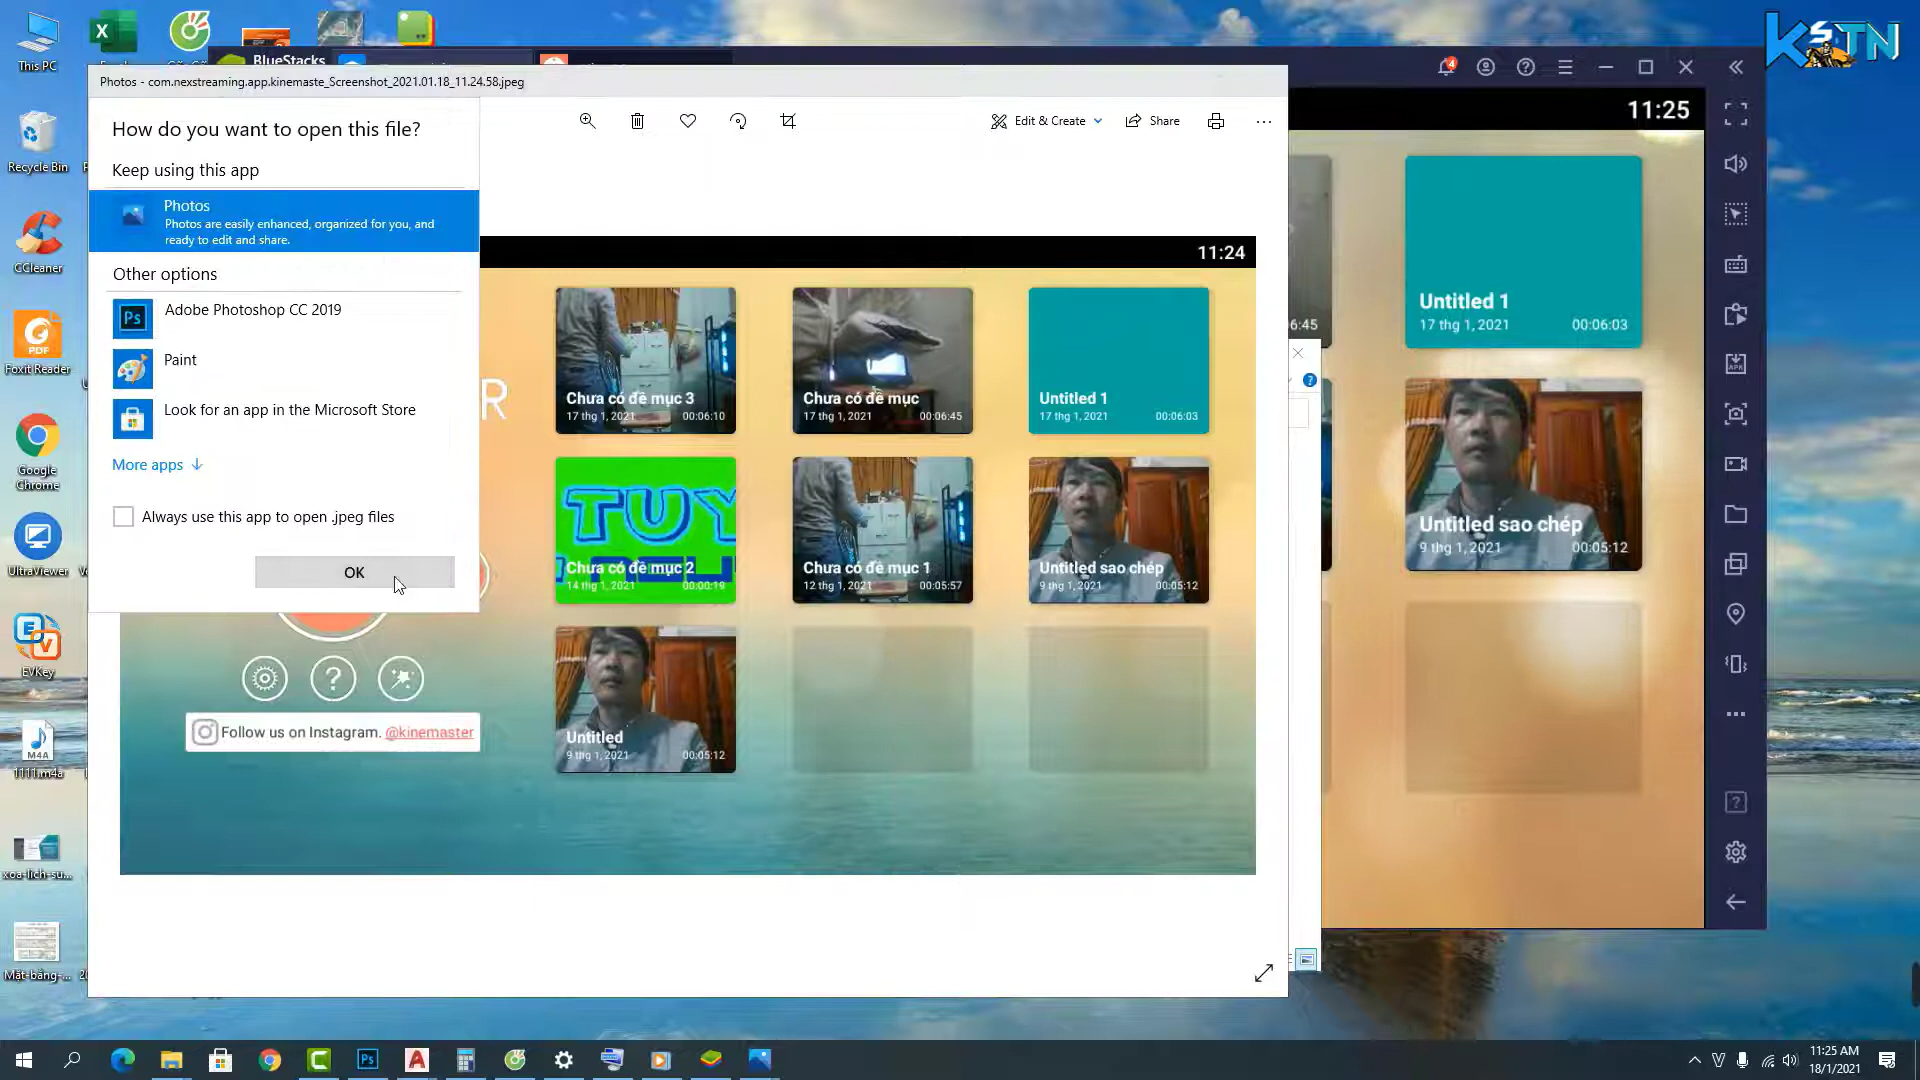 This PC
Recycle Bin
CCleaner
Foxit Reader
Google Chrome
UltraViewer
EVKey
1111.m4a
xoa-lich-su...
Mặt-bằng-...
BlueStacks
KSTN
Photos - com.nexstreaming.app.kinemaste_Screenshot_2021.01.18_11.24.58.jpeg
How do you want to open this file?
Keep using this app
Photos
Photos are easily enhanced, organized for you, and
ready to edit and share.
Other options
Adobe Photoshop CC 2019
Paint
Look for an app in the Microsoft Store
More apps
Always use this app to open .jpeg files
OK
Edit & Create
Share
11:24
Chưa có đề mục 3
17 thg 1, 2021 00:06:10
Chưa có đề mục
17 thg 1, 2021 00:06:45
Untitled 1
17 thg 1, 2021 00:06:03
TUY
Chưa có đề mục 2
14 thg 1, 2021 00:00:19
Chưa có đề mục 1
12 thg 1, 2021 00:05:57
Untitled sao chép
9 thg 1, 2021 00:05:12
Untitled
9 thg 1, 2021 00:05:12
Follow us on Instagram. @kinemaster
11:25
6:45
Untitled 1
17 thg 1, 2021 00:06:03
Untitled sao chép
9 thg 1, 2021 00:05:12
11:25 AM
18/1/2021